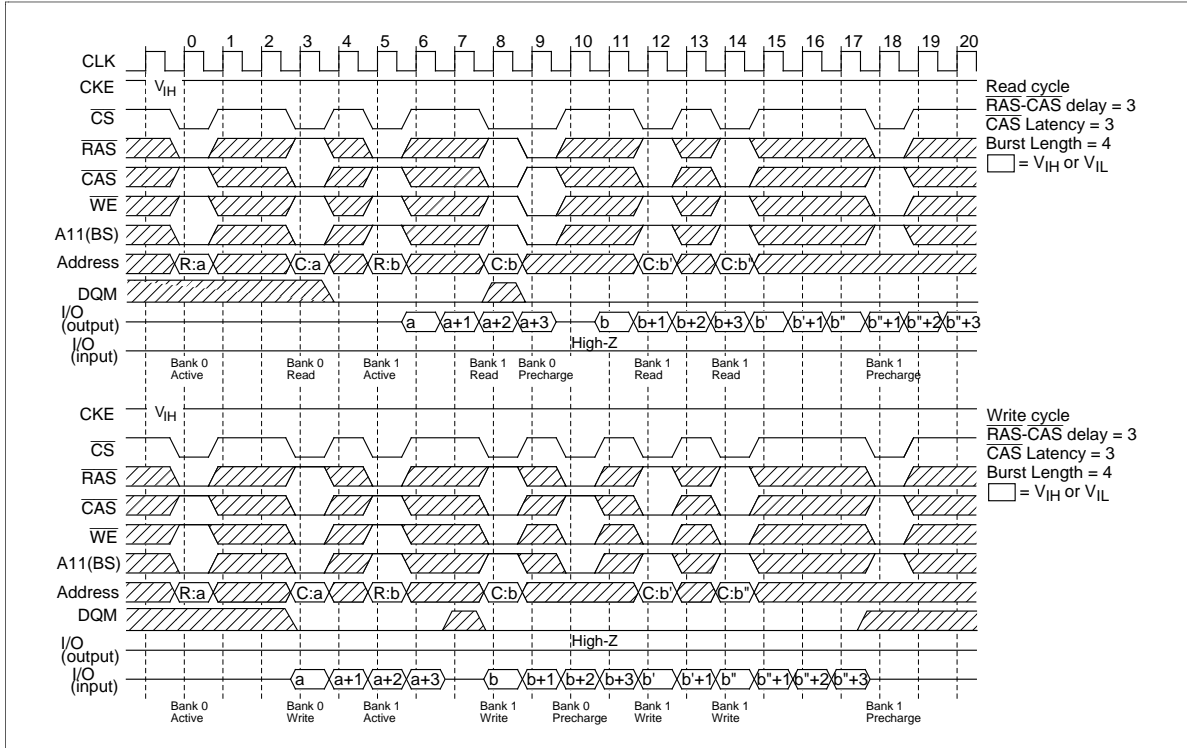 0 1 2 3 4 5 6 7 8 9 10 11 12 13 14 15 16 17 18 19 20
CLK
CKE VIH
CS
RAS
CAS
WE
A11(BS)
Address R:a C:a R:b C:b C:b' C:b"
DQM
I/O (output) a a+1 a+2 a+3 b b+1 b+2 b+3 b' b'+1 b" b"+1 b"+2 b"+3
I/O (input) High-Z
Bank 0 Active
Bank 0 Read
Bank 1 Active
Bank 1 Read
Bank 0 Precharge
Bank 1 Read
Bank 1 Read
Bank 1 Precharge
Read cycle
RAS-CAS delay = 3
CAS Latency = 3
Burst Length = 4
= VIH or VIL
CKE VIH
CS
RAS
CAS
WE
A11(BS)
Address R:a C:a R:b C:b C:b' C:b"
DQM
I/O (output) High-Z
I/O (input) a a+1 a+2 a+3 b b+1 b+2 b+3 b' b'+1 b" b"+1 b"+2 b"+3
Bank 0 Active
Bank 0 Write
Bank 1 Active
Bank 1 Write
Bank 0 Precharge
Bank 1 Write
Bank 1 Write
Bank 1 Precharge
Write cycle
RAS-CAS delay = 3
CAS Latency = 3
Burst Length = 4
= VIH or VIL